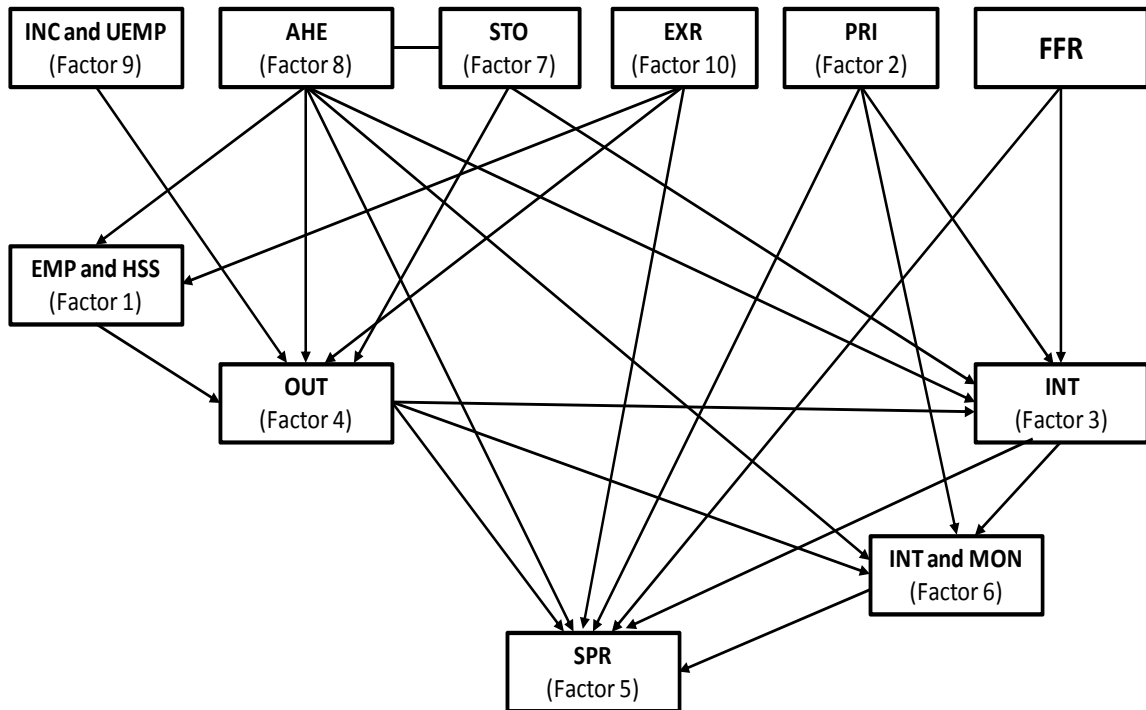 INC and UEMP
(Factor 9)
AHE
(Factor 8)
STO
(Factor 7)
EXR
(Factor 10)
PRI
(Factor 2)
FFR
EMP and HSS
(Factor 1)
OUT
(Factor 4)
INT
(Factor 3)
INT and MON
(Factor 6)
SPR
(Factor 5)